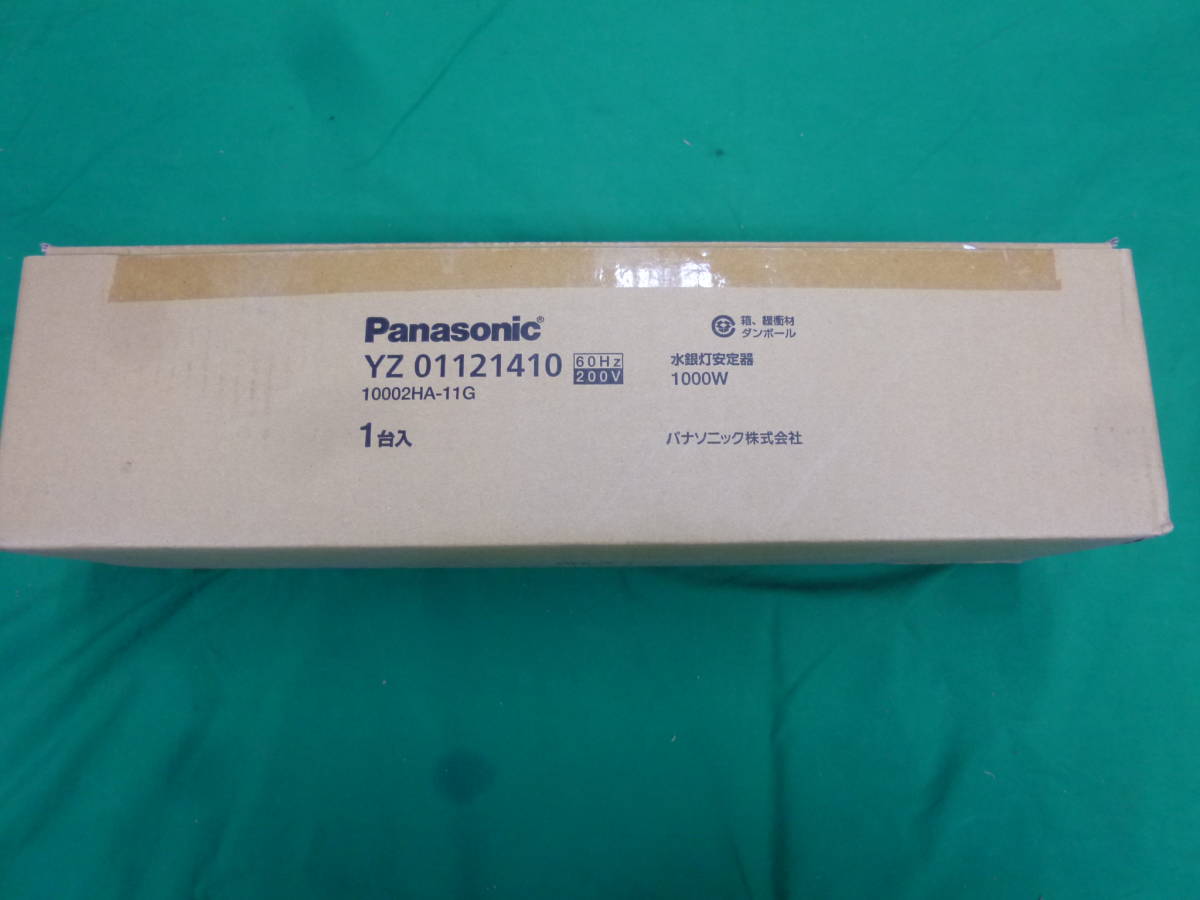 Panasonic®
YZ 01121410
60Hz
200V
10002HA-11G
1台入
箱、緩衝材
ダンボール
水銀灯安定器
1000W
パナソニック株式会社